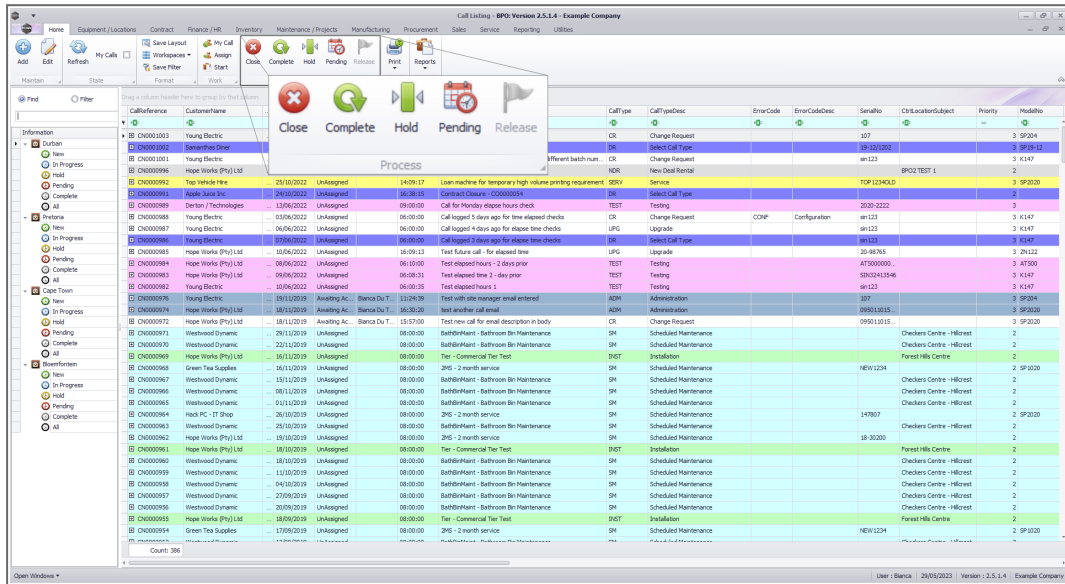 Call Listing - BPO: Version 2.5.1.4 - Example Company
Home Equipment / Locations Contract Finance / HR Inventory Maintenance / Projects Manufacturing Procurement Sales Service Reporting Utilities
Add Edit Refresh My Calls Save Layout Workspaces Save Filter My Call Assign Start Close Complete Hold Pending Release Print Reports
Maintain State Format Work
Close Complete Hold Pending Release
Process
Find Filter
Drag a column header here to group by that column
CallReference CustomerName CallType CallTypeDesc ErrorCode ErrorCodeDesc SerialNo CtrtLocationSubject Priority ModelNo
Information
Durban
New
In Progress
Hold
Pending
Complete
All
Pretoria
New
In Progress
Hold
Pending
Complete
All
Cape Town
New
In Progress
Hold
Pending
Complete
All
Bloemfontein
New
In Progress
Hold
Pending
Complete
All
CN0001003 Young Electric CR Change Request 107 3 SP204
CN0001002 Samanthas Diner DR Select Call Type 19-12/1202 3 SP19-12
CN0001001 Young Electric different batch num... CR Change Request sin123 3 K147
CN0000996 Hope Works (Pty) Ltd NDR New Deal Rental BPO2 TEST 1 2
CN0000992 Top Vehicle Hire ... 25/10/2022 UnAssigned 14:09:17 Loan machine for temporary high volume printing requirement SERV Service TOP1234OLD 3 SP2020
CN0000991 Apple Juice Inc ... 24/10/2022 UnAssigned 16:38:15 Contract Closure - CO0000054 DR Select Call Type 2
CN0000989 Derton / Technologies ... 13/06/2022 UnAssigned 09:00:00 Call for Monday elapse hours check TEST Testing 2020-2222 3
CN0000988 Young Electric ... 03/06/2022 UnAssigned 06:00:00 Call logged 5 days ago for time elapsed checks CR Change Request CONF Configuration sin123 3 K147
CN0000987 Young Electric ... 06/06/2022 UnAssigned 06:00:00 Call logged 4 days ago for elapse time checks UPG Upgrade sin123 3 K147
CN0000986 Young Electric ... 07/06/2022 UnAssigned 06:00:00 Call logged 3 days ago for elapse time checks DR Select Call Type sin123 3 K147
CN0000985 Hope Works (Pty) Ltd ... 10/06/2022 UnAssigned 16:09:13 Test future call - for elapsed time UPG Upgrade 20-98765 3 ZN122
CN0000984 Hope Works (Pty) Ltd ... 08/06/2022 UnAssigned 06:10:00 Test elapsed hours - 2 days prior TEST Testing AT5000000... 3 AT500
CN0000983 Hope Works (Pty) Ltd ... 09/06/2022 UnAssigned 06:08:31 Test elapsed time 2 - day prior TEST Testing SIN32413546 3 K147
CN0000982 Young Electric ... 10/06/2022 UnAssigned 06:00:35 Test elapsed hours 1 TEST Testing sin123 3 K147
CN0000976 Young Electric ... 19/11/2019 Awaiting Ac... Bianca Du T... 11:24:39 Test with site manager email entered ADM Administration 107 3 SP204
CN0000974 Hope Works (Pty) Ltd ... 18/11/2019 Awaiting Ac... Bianca Du T... 16:30:20 test another call email ADM Administration 095011015... 3 SP2020
CN0000972 Hope Works (Pty) Ltd ... 18/11/2019 Awaiting Ac... Bianca Du T... 15:57:00 Test new call for email description in body CR Change Request 095011015... 3 SP2020
CN0000971 Westwood Dynamic ... 29/11/2019 UnAssigned 08:00:00 BathBinMaint - Bathroom Bin Maintenance SM Scheduled Maintenance Checkers Centre - Hillcrest 2
CN0000970 Westwood Dynamic ... 22/11/2019 UnAssigned 08:00:00 BathBinMaint - Bathroom Bin Maintenance SM Scheduled Maintenance Checkers Centre - Hillcrest 2
CN0000969 Hope Works (Pty) Ltd ... 16/11/2019 UnAssigned 08:00:00 Tier - Commercial Tier Test INST Installation Forest Hills Centre 2
CN0000968 Green Tea Supplies ... 16/11/2019 UnAssigned 08:00:00 2MS - 2 month service SM Scheduled Maintenance NEW1234 2 SP1020
CN0000967 Westwood Dynamic ... 15/11/2019 UnAssigned 08:00:00 BathBinMaint - Bathroom Bin Maintenance SM Scheduled Maintenance Checkers Centre - Hillcrest 2
CN0000966 Westwood Dynamic ... 08/11/2019 UnAssigned 08:00:00 BathBinMaint - Bathroom Bin Maintenance SM Scheduled Maintenance Checkers Centre - Hillcrest 2
CN0000965 Westwood Dynamic ... 01/11/2019 UnAssigned 08:00:00 BathBinMaint - Bathroom Bin Maintenance SM Scheduled Maintenance Checkers Centre - Hillcrest 2
CN0000964 Hack PC - IT Shop ... 26/10/2019 UnAssigned 08:00:00 2MS - 2 month service SM Scheduled Maintenance 147807 2 SP2020
CN0000963 Westwood Dynamic ... 25/10/2019 UnAssigned 08:00:00 BathBinMaint - Bathroom Bin Maintenance SM Scheduled Maintenance Checkers Centre - Hillcrest 2
CN0000962 Hope Works (Pty) Ltd ... 19/10/2019 UnAssigned 08:00:00 2MS - 2 month service SM Scheduled Maintenance 18-30200 2
CN0000961 Hope Works (Pty) Ltd ... 18/10/2019 UnAssigned 08:00:00 Tier - Commercial Tier Test INST Installation Forest Hills Centre 2
CN0000960 Westwood Dynamic ... 18/10/2019 UnAssigned 08:00:00 BathBinMaint - Bathroom Bin Maintenance SM Scheduled Maintenance Checkers Centre - Hillcrest 2
CN0000959 Westwood Dynamic ... 11/10/2019 UnAssigned 08:00:00 BathBinMaint - Bathroom Bin Maintenance SM Scheduled Maintenance Checkers Centre - Hillcrest 2
CN0000958 Westwood Dynamic ... 04/10/2019 UnAssigned 08:00:00 BathBinMaint - Bathroom Bin Maintenance SM Scheduled Maintenance Checkers Centre - Hillcrest 2
CN0000957 Westwood Dynamic ... 27/09/2019 UnAssigned 08:00:00 BathBinMaint - Bathroom Bin Maintenance SM Scheduled Maintenance Checkers Centre - Hillcrest 2
CN0000956 Westwood Dynamic ... 20/09/2019 UnAssigned 08:00:00 BathBinMaint - Bathroom Bin Maintenance SM Scheduled Maintenance Checkers Centre - Hillcrest 2
CN0000955 Hope Works (Pty) Ltd ... 18/09/2019 UnAssigned 08:00:00 Tier - Commercial Tier Test INST Installation Forest Hills Centre 2
CN0000954 Green Tea Supplies ... 17/09/2019 UnAssigned 08:00:00 2MS - 2 month service SM Scheduled Maintenance NEW1234 2 SP1020
Count: 386
Open Windows User : Bianca 29/05/2023 Version : 2.5.1.4 Example Company